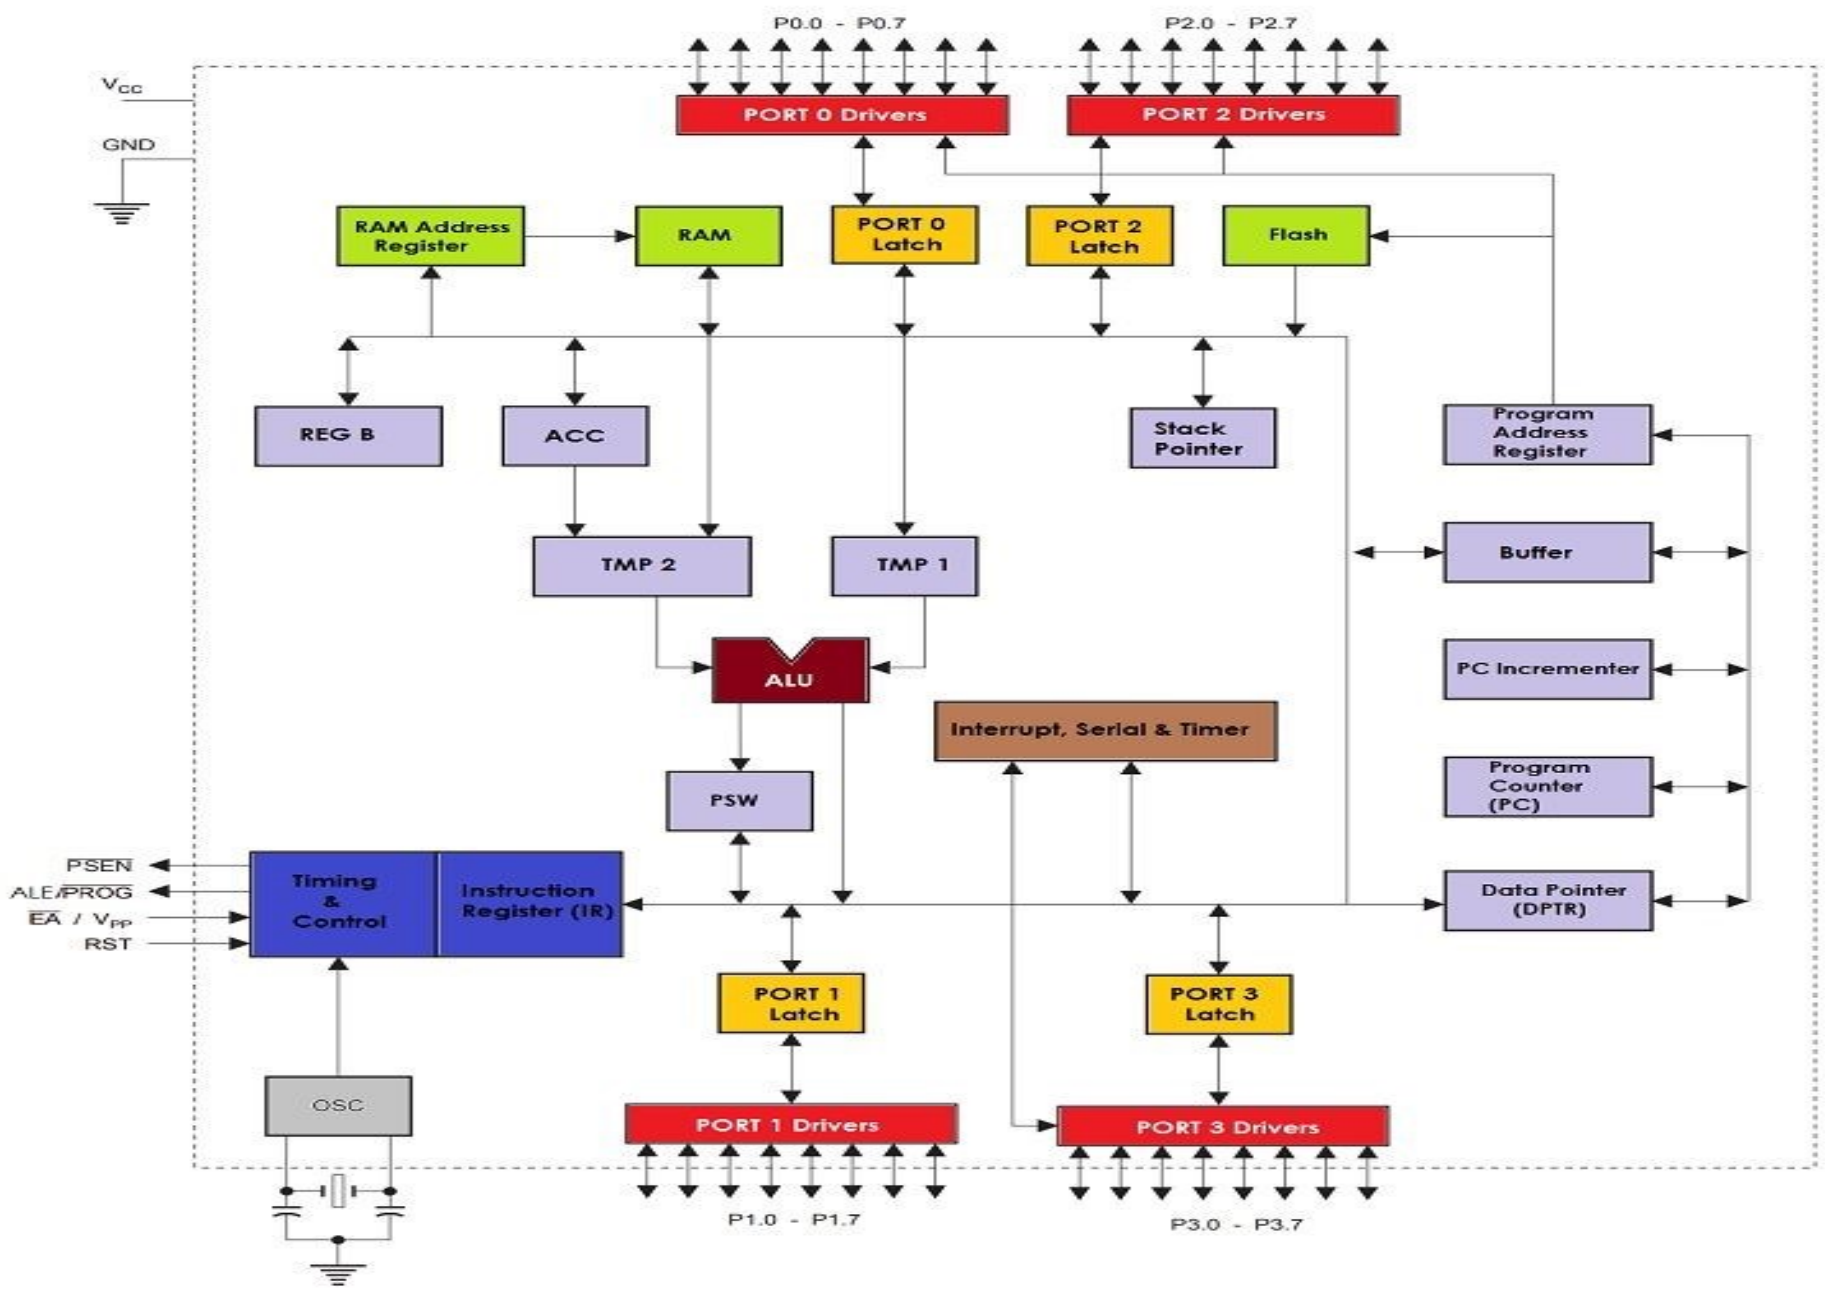 P0.0 - P0.7
P2.0 - P2.7
VCC
PORT 0 Drivers
PORT 2 Drivers
GND
RAM Address
Register
RAM
PORT 0
Latch
PORT 2
Latch
Flash
REG B
ACC
Stack
Pointer
Program
Address
Register
TMP 2
TMP 1
Buffer
ALU
PC Incrementer
Interrupt, Serial & Timer
PSW
Program
Counter
(PC)
PSEN
ALE/PROG
EA / VPP
RST
Timing
&
Control
Instruction
Register (IR)
Data Pointer
(DPTR)
PORT 1
Latch
PORT 3
Latch
OSC
PORT 1 Drivers
PORT 3 Drivers
P1.0 - P1.7
P3.0 - P3.7